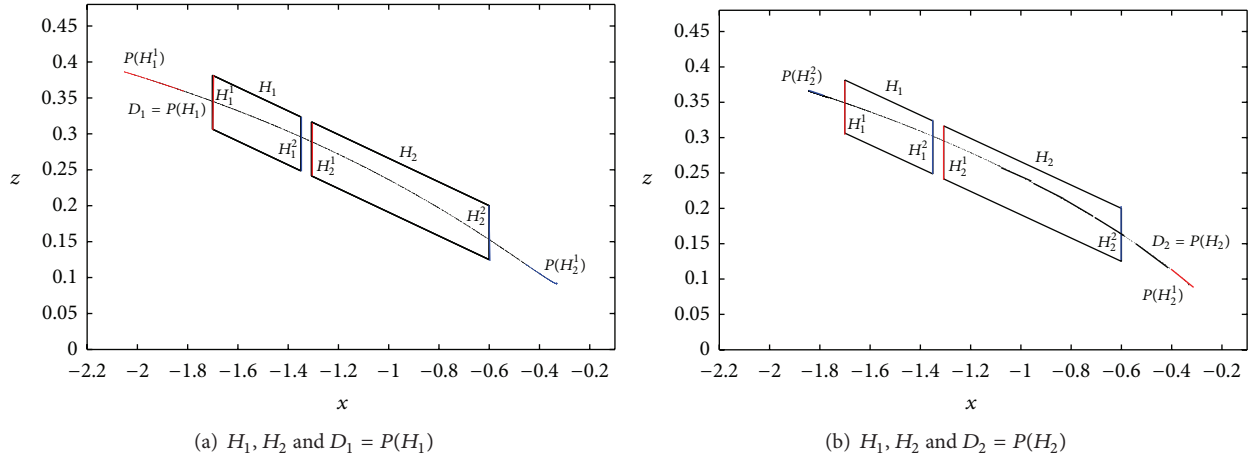 0.45
0.4
0.35
0.3
0.25
0.2
0.15
0.1
0.05
0
z
−2.2 −2 −1.8 −1.6 −1.4 −1.2 −1 −0.8 −0.6 −0.4 −0.2
x
P(H₁¹)
D₁ = P(H₁)
H₁¹
H₁
H₁²
H₂¹
H₂
H₂²
P(H₂¹)
(a) H₁, H₂ and D₁ = P(H₁)
0.45
0.4
0.35
0.3
0.25
0.2
0.15
0.1
0.05
0
z
−2.2 −2 −1.8 −1.6 −1.4 −1.2 −1 −0.8 −0.6 −0.4 −0.2
x
P(H₂²)
H₁
H₁¹
H₁²
H₂¹
H₂
H₂²
D₂ = P(H₂)
P(H₂¹)
(b) H₁, H₂ and D₂ = P(H₂)